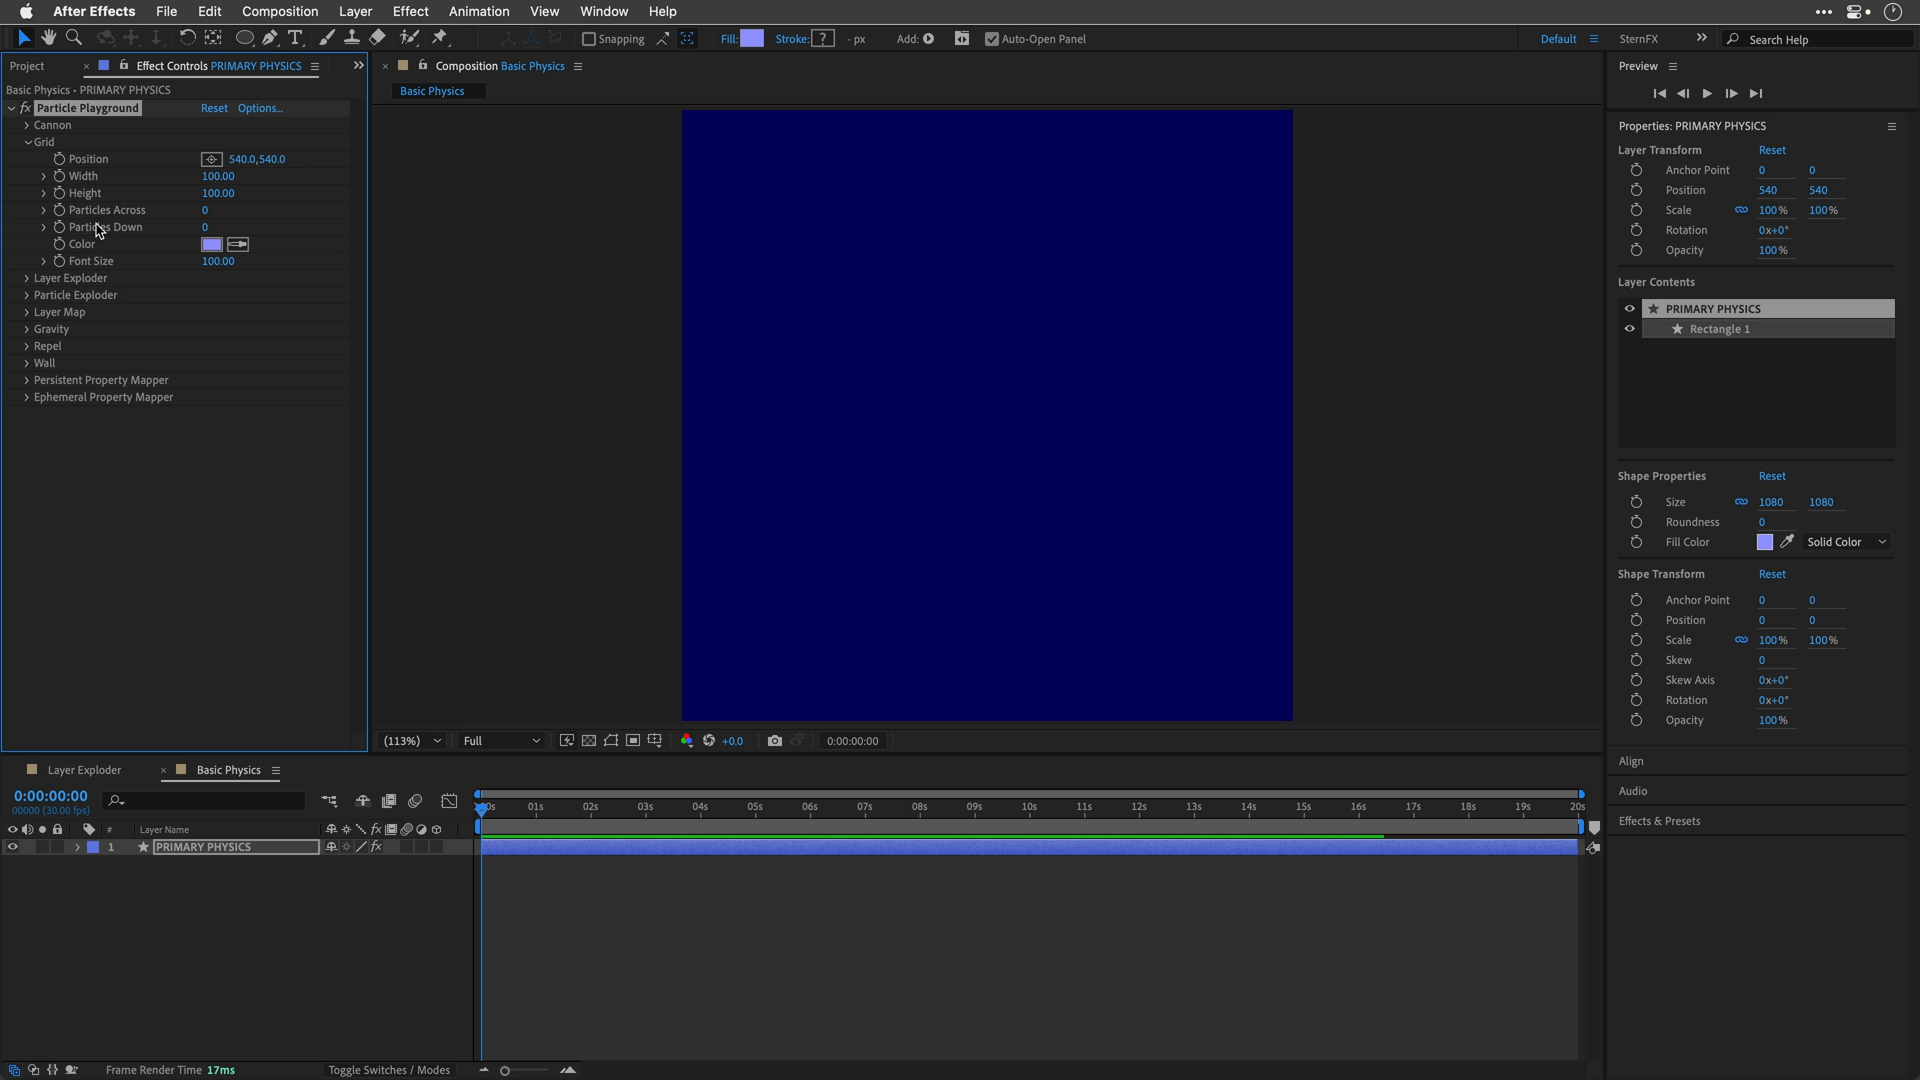 After Effects File Edit Composition Layer Effect Animation View Window Help
Snapping Fill: Stroke: ? - px Add: Auto-Open Panel Default SternFX Search Help
Project Effect Controls PRIMARY PHYSICS
Basic Physics • PRIMARY PHYSICS
fx Particle Playground Reset Options...
Cannon
Grid
Position 540.0,540.0
Width 100.00
Height 100.00
Particles Across 0
Particles Down 0
Color
Font Size 100.00
Layer Exploder
Particle Exploder
Layer Map
Gravity
Repel
Wall
Persistent Property Mapper
Ephemeral Property Mapper
Composition Basic Physics
Basic Physics
(113%) Full +0.0 0:00:00:00
Preview
Properties: PRIMARY PHYSICS
Layer Transform Reset
Anchor Point 0 0
Position 540 540
Scale 100% 100%
Rotation 0x+0°
Opacity 100%
Layer Contents
PRIMARY PHYSICS
Rectangle 1
Shape Properties Reset
Size 1080 1080
Roundness 0
Fill Color Solid Color
Shape Transform Reset
Anchor Point 0 0
Position 0 0
Scale 100% 100%
Skew 0
Skew Axis 0x+0°
Rotation 0x+0°
Opacity 100%
Align
Audio
Effects & Presets
Layer Exploder Basic Physics
0:00:00:00
00000 (30.00 fps)
01s 02s 03s 04s 05s 06s 07s 08s 09s 10s 11s 12s 13s 14s 15s 16s 17s 18s 19s 20s
# Layer Name fx
1 PRIMARY PHYSICS fx
Frame Render Time 17ms Toggle Switches / Modes